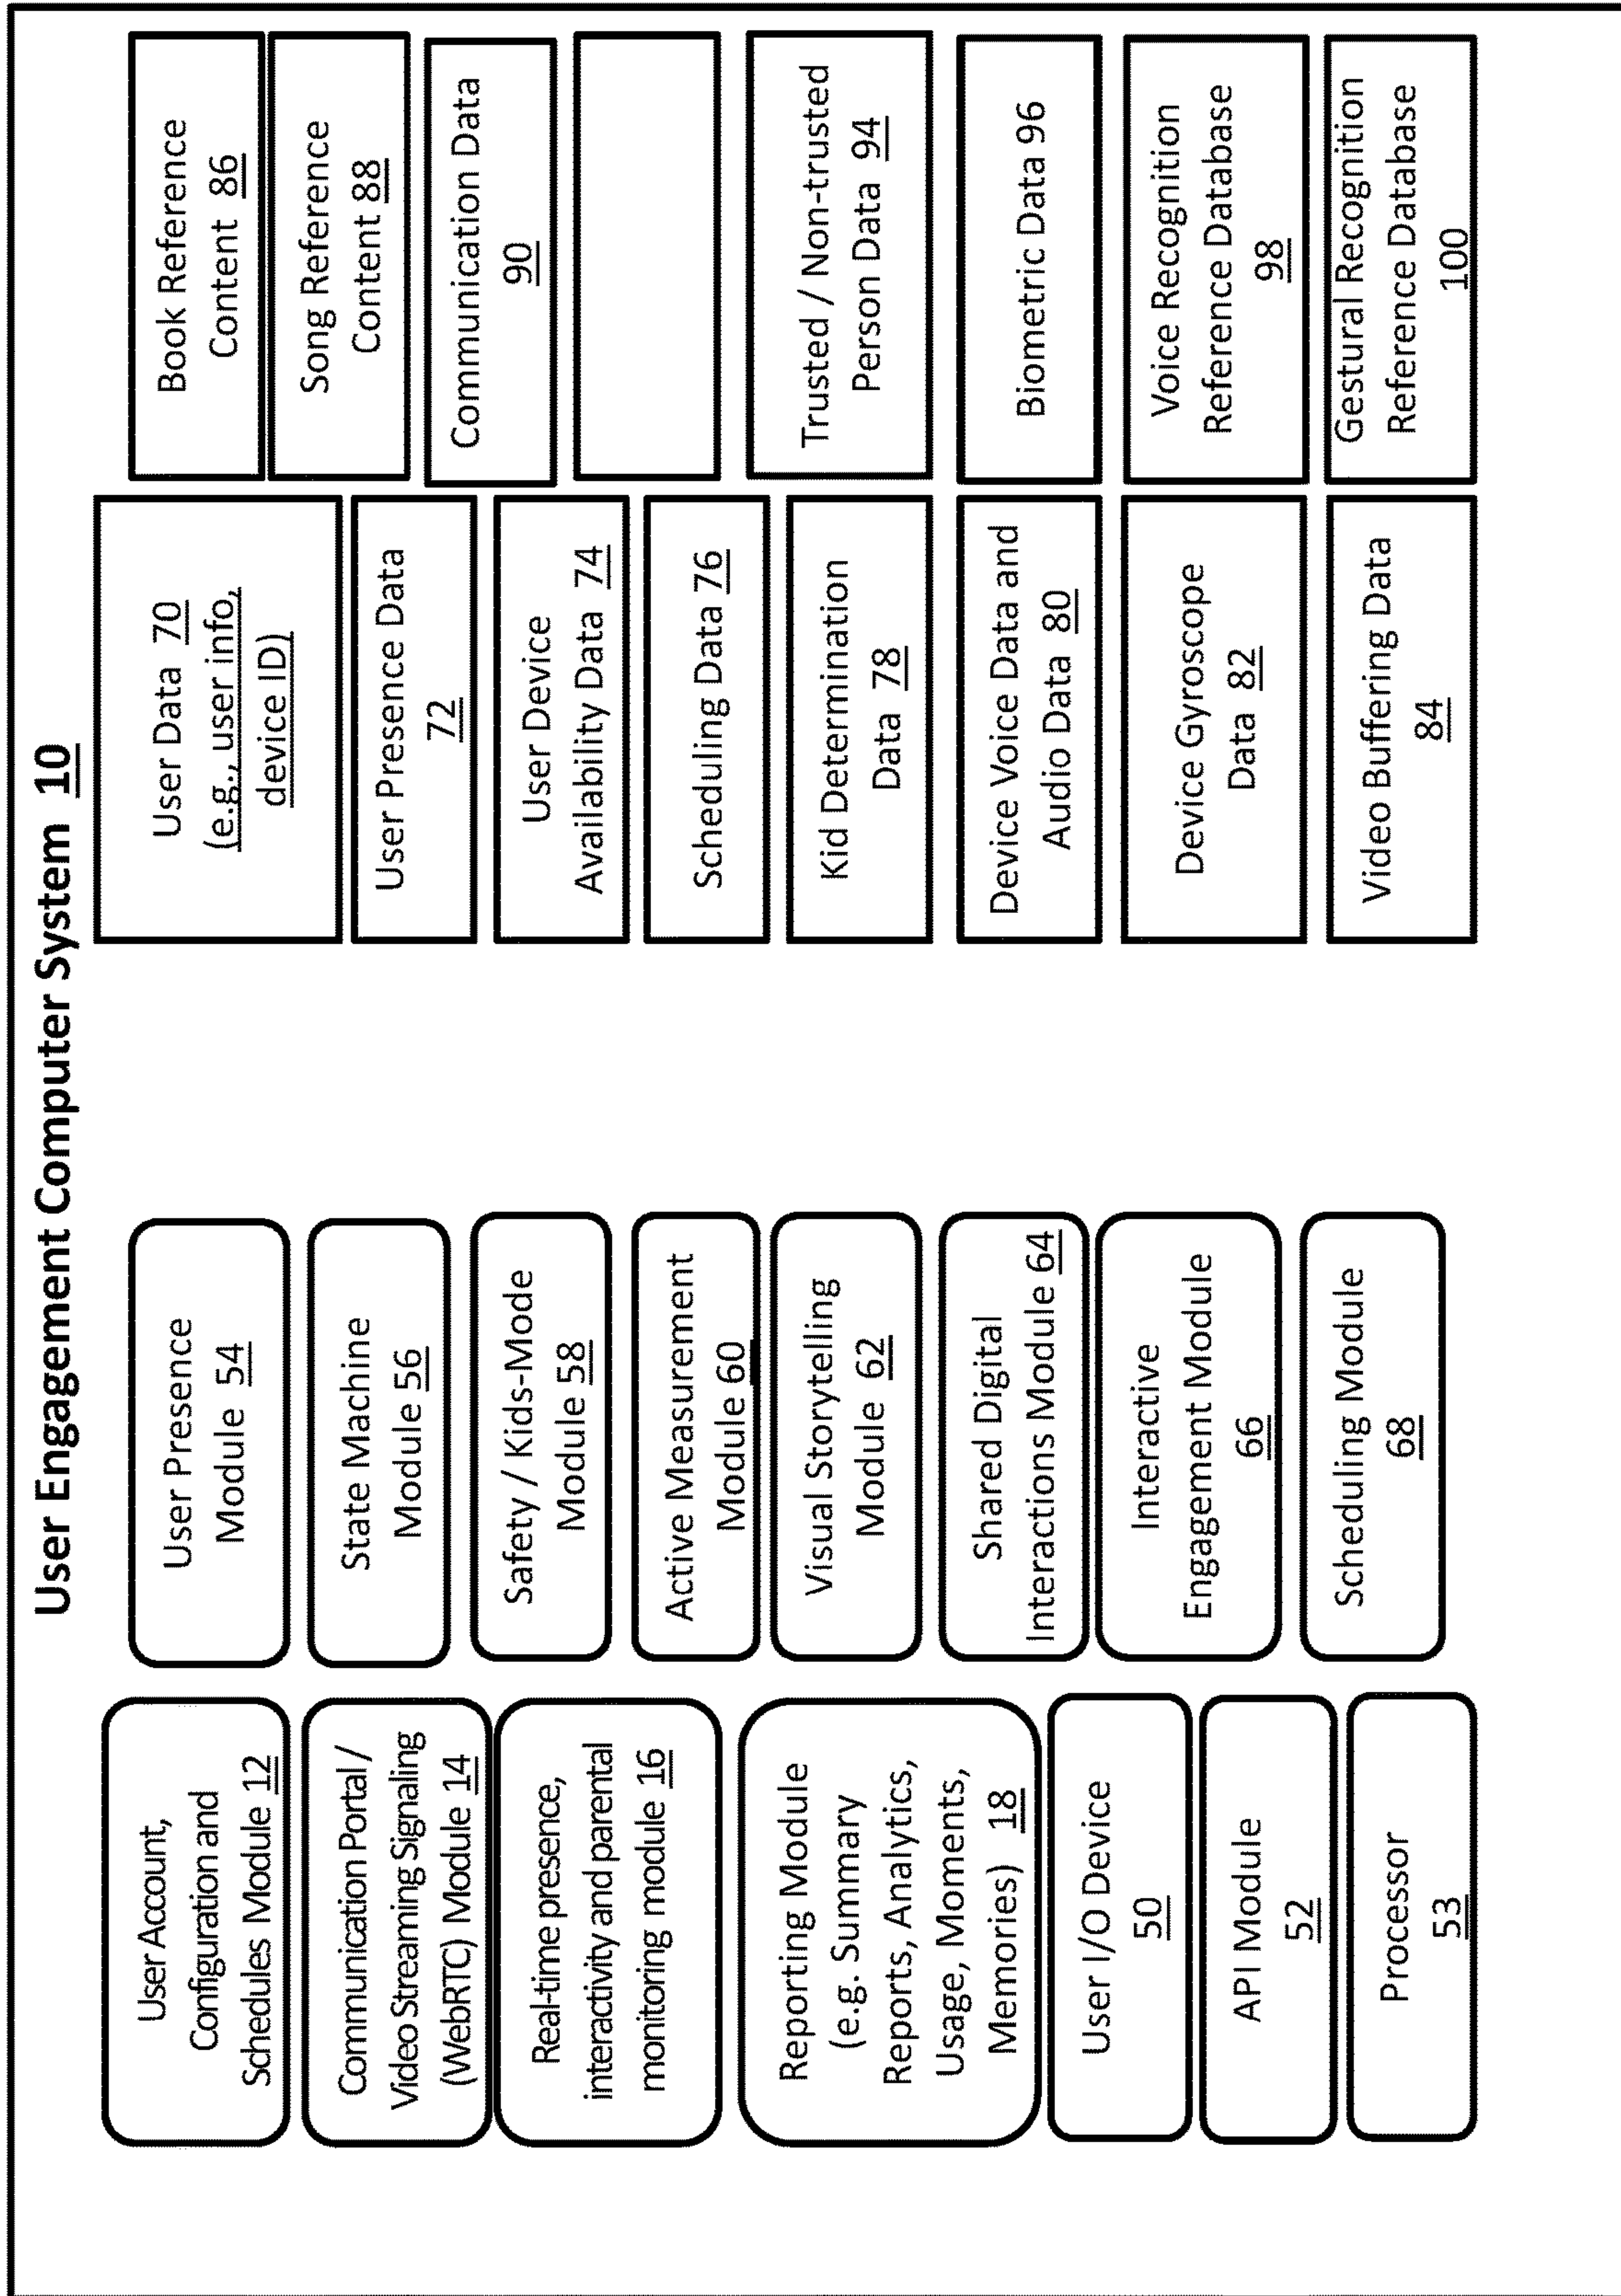 User Engagement Computer System 10
User Account,
Configuration and
Schedules Module 12
Communication Portal /
Video Streaming Signaling
(WebRTC) Module 14
Real-time presence,
interactivity and parental
monitoring module 16
Reporting Module
(e.g. Summary
Reports, Analytics,
Usage, Moments,
Memories) 18
User I/O Device
50
API Module
52
Processor
53
User Presence
Module 54
State Machine
Module 56
Safety / Kids-Mode
Module 58
Active Measurement
Module 60
Visual Storytelling
Module 62
Shared Digital
Interactions Module 64
Interactive
Engagement Module
66
Scheduling Module
68
User Data 70
(e.g., user info,
device ID)
User Presence Data
72
User Device
Availability Data 74
Scheduling Data 76
Kid Determination
Data 78
Device Voice Data and
Audio Data 80
Device Gyroscope
Data 82
Video Buffering Data
84
Book Reference
Content 86
Song Reference
Content 88
Communication Data
90
Trusted / Non-trusted
Person Data 94
Biometric Data 96
Voice Recognition
Reference Database
98
Gestural Recognition
Reference Database
100